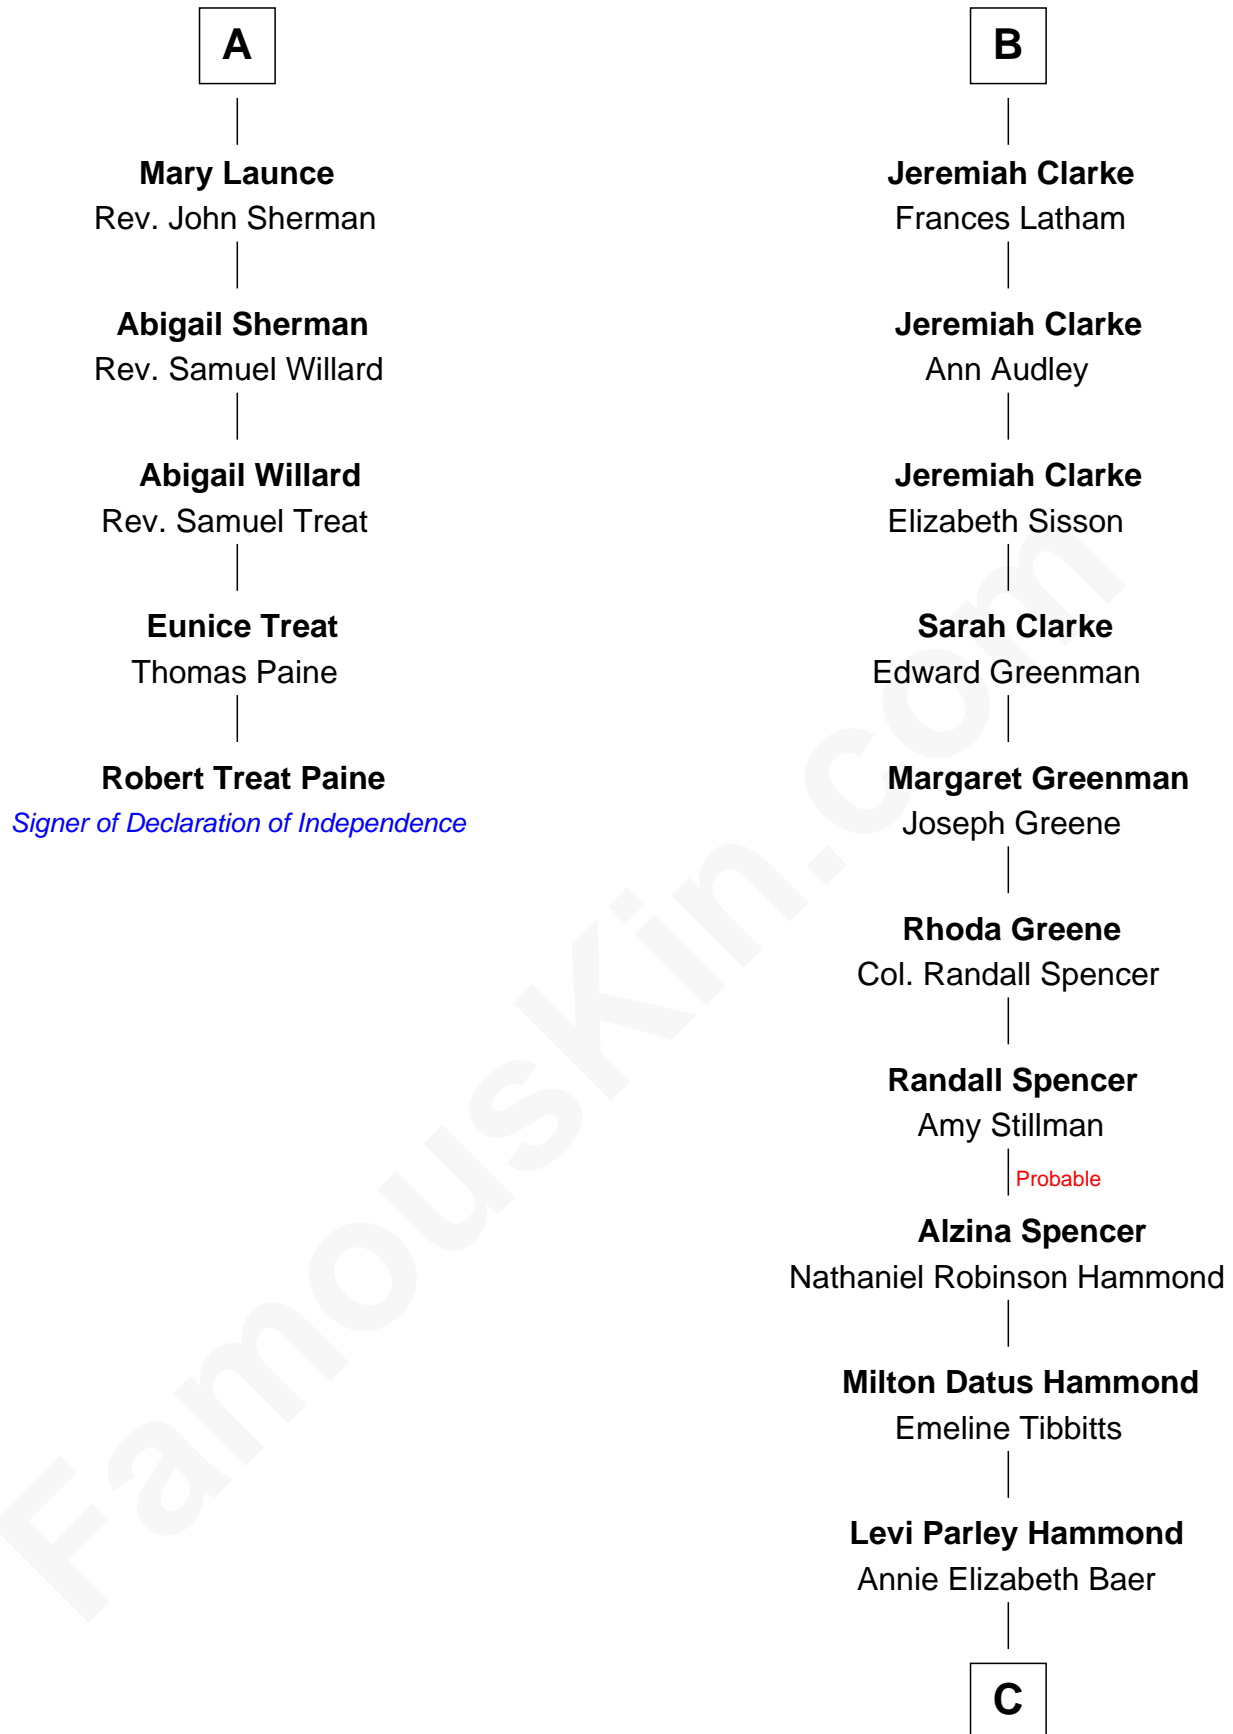 A
Mary Launce
Rev. John Sherman
Abigail Sherman
Rev. Samuel Willard
Abigail Willard
Rev. Samuel Treat
Eunice Treat
Thomas Paine
Robert Treat Paine
Signer of Declaration of Independence
B
Jeremiah Clarke
Frances Latham
Jeremiah Clarke
Ann Audley
Jeremiah Clarke
Elizabeth Sisson
Sarah Clarke
Edward Greenman
Margaret Greenman
Joseph Greene
Rhoda Greene
Col. Randall Spencer
Randall Spencer
Amy Stillman
Probable
Alzina Spencer
Nathaniel Robinson Hammond
Milton Datus Hammond
Emeline Tibbitts
Levi Parley Hammond
Annie Elizabeth Baer
C
FamousKin.com